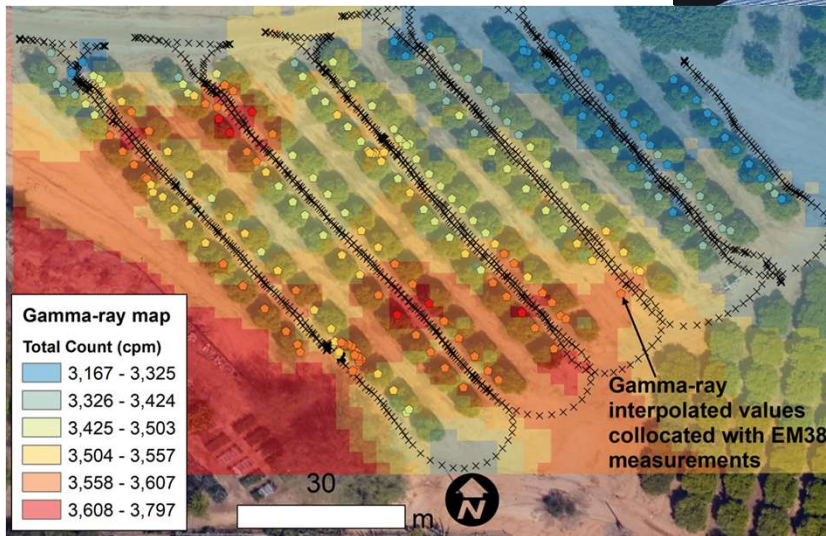 Gamma-ray map
Total Count (cpm)
3,167 - 3,325
3,326 - 3,424
3,425 - 3,503
3,504 - 3,557
3,558 - 3,607
3,608 - 3,797
Gamma-ray
interpolated values
collocated with EM38
measurements
30
m
N